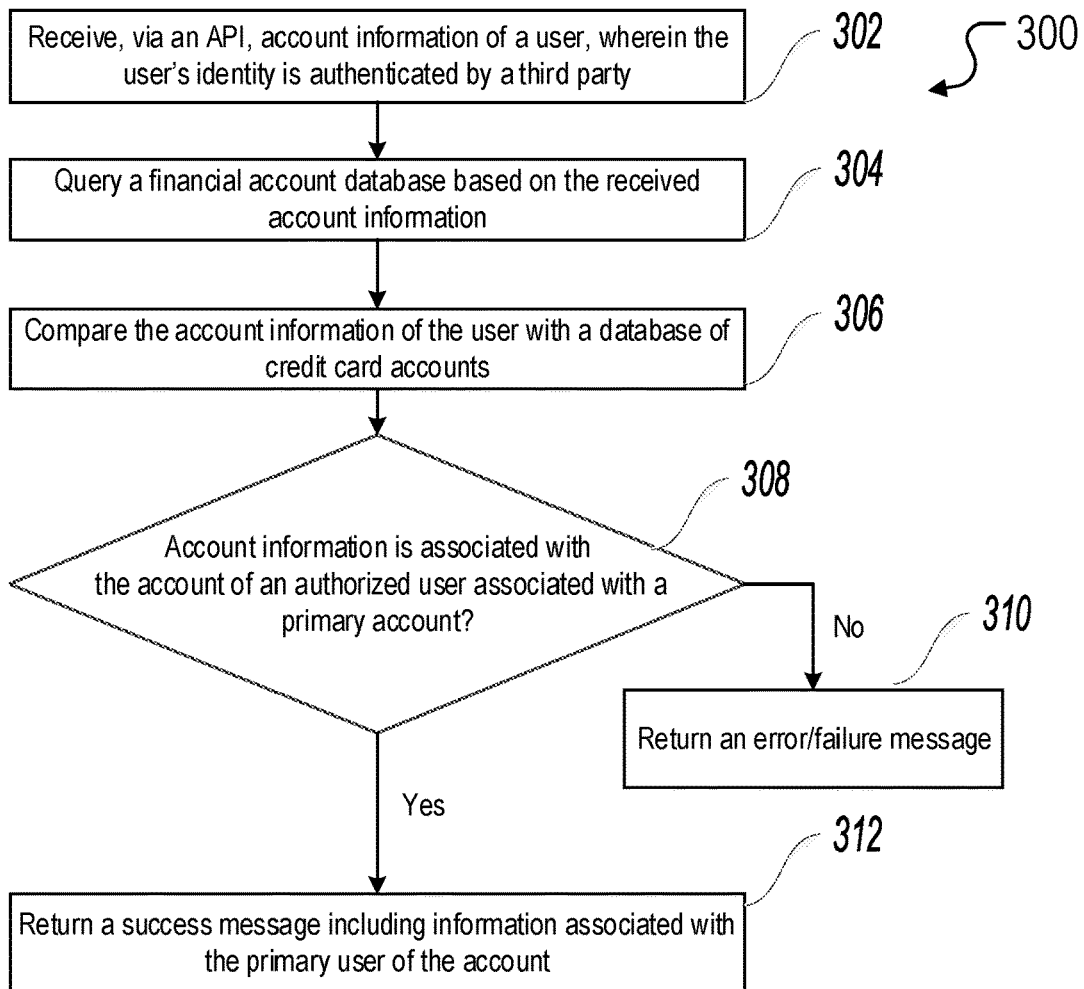 Receive, via an API, account information of a user, wherein the
user's identity is authenticated by a third party
302
300
Query a financial account database based on the received
account information
304
Compare the account information of the user with a database of
credit card accounts
306
308
Account information is associated with
the account of an authorized user associated with a
primary account?
No
310
Return an error/failure message
Yes
312
Return a success message including information associated with
the primary user of the account